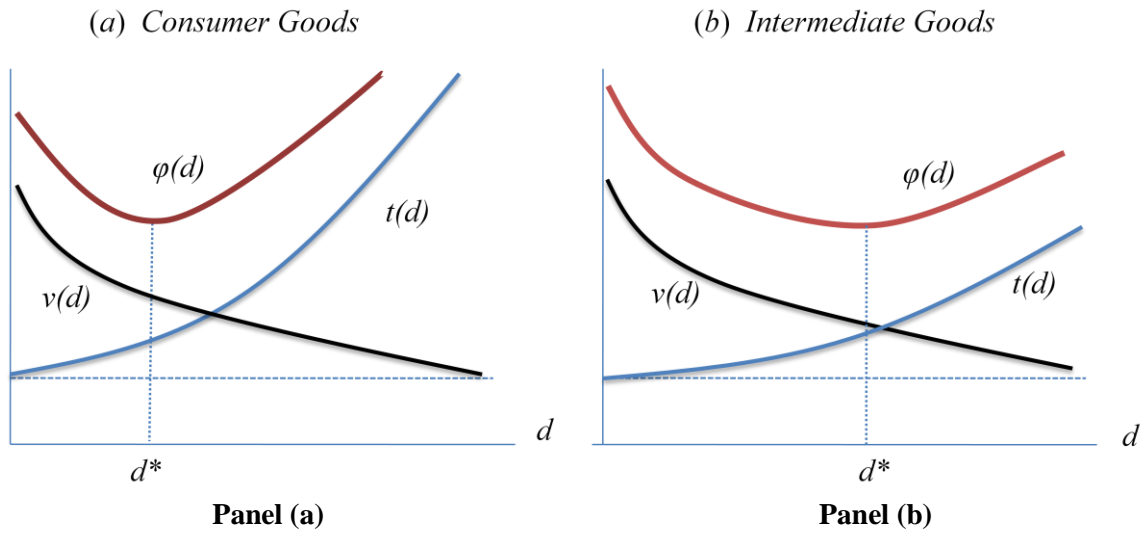 (a) Consumer Goods
φ(d)
t(d)
v(d)
d
d*
Panel (a)
(b) Intermediate Goods
φ(d)
v(d)
t(d)
d
d*
Panel (b)